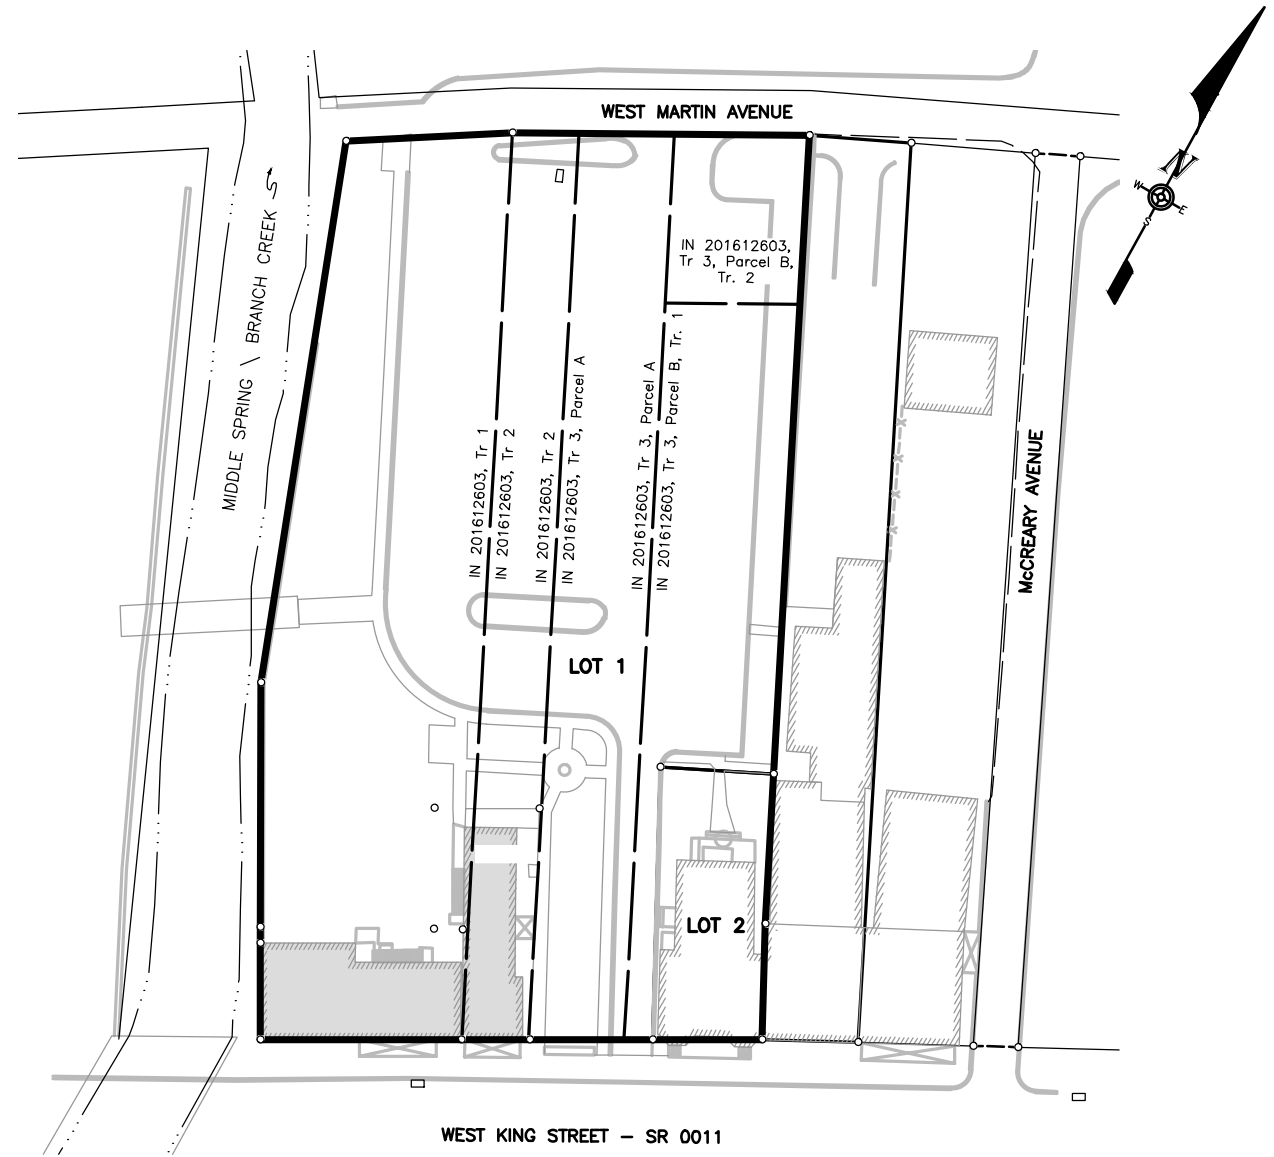 WEST MARTIN AVENUE
N
W
E
S
MIDDLE SPRING \ BRANCH CREEK
IN 201612603,
Tr 3, Parcel B,
Tr. 2
IN 201612603, Tr 1
IN 201612603, Tr 2
IN 201612603, Tr 2
IN 201612603, Tr 3, Parcel A
IN 201612603, Tr 3, Parcel A
IN 201612603, Tr 3, Parcel B, Tr. 1
McCREARY AVENUE
LOT 1
LOT 2
WEST KING STREET – SR 0011